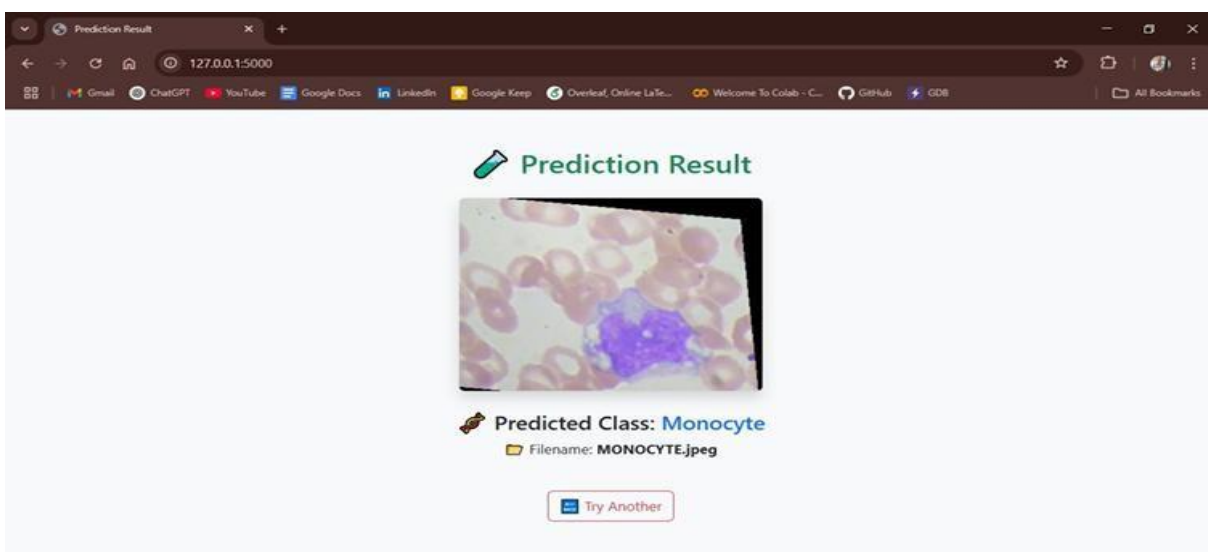 Prediction Result
127.0.0.1:5000
Gmail ChatGPT YouTube Google Docs LinkedIn Google Keep Overleaf, Online LaTe... Welcome To Colab - C... GitHub GDB All Bookmarks
Prediction Result
Predicted Class: Monocyte
Filename: MONOCYTE.jpeg
Try Another